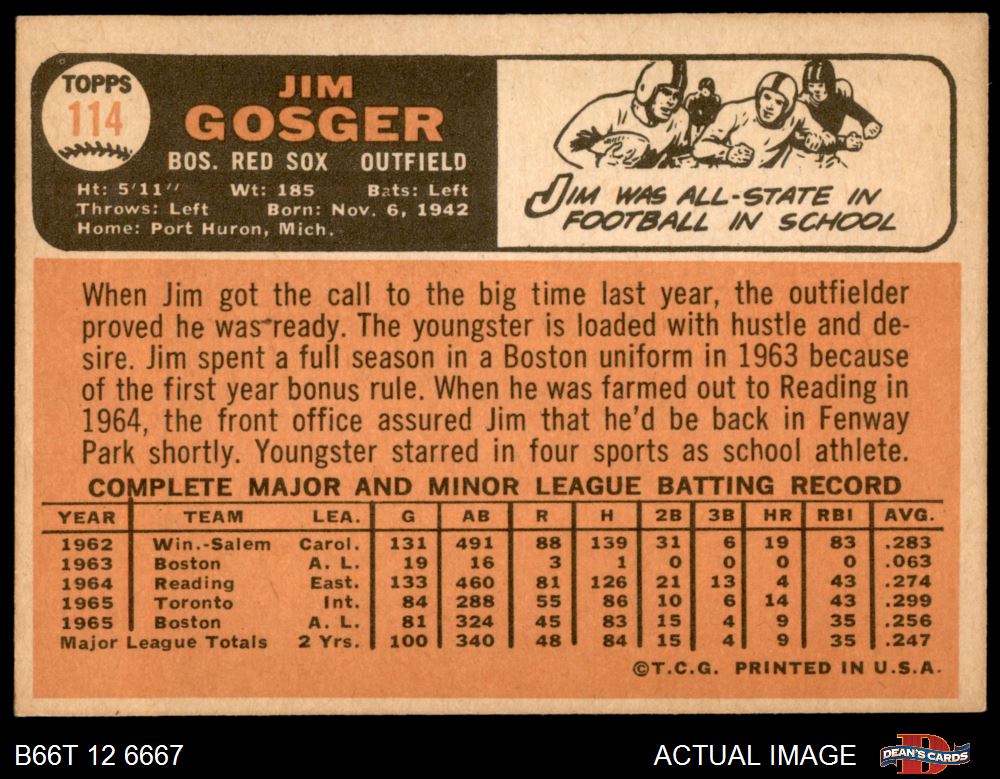 TOPPS
114
JIM
GOSGER
BOS. RED SOX OUTFIELD
Ht: 5'11" Wt: 185 Bats: Left
Throws: Left Born: Nov. 6, 1942
Home: Port Huron, Mich.
JIM WAS ALL-STATE IN
FOOTBALL IN SCHOOL
When Jim got the call to the big time last year, the outfielder
proved he was ready. The youngster is loaded with hustle and de-
sire. Jim spent a full season in a Boston uniform in 1963 because
of the first year bonus rule. When he was farmed out to Reading in
1964, the front office assured Jim that he'd be back in Fenway
Park shortly. Youngster starred in four sports as school athlete.
COMPLETE MAJOR AND MINOR LEAGUE BATTING RECORD
YEAR TEAM LEA. G AB R H 2B 3B HR RBI AVG.
1962 Win.-Salem Carol. 131 491 88 139 31 6 19 83 .283
1963 Boston A. L. 19 16 3 1 0 0 0 0 .063
1964 Reading East. 133 460 81 126 21 13 4 43 .274
1965 Toronto Int. 84 288 55 86 10 6 14 43 .299
1965 Boston A. L. 81 324 45 83 15 4 9 35 .256
Major League Totals 2 Yrs. 100 340 48 84 15 4 9 35 .247
©T.C.G. PRINTED IN U.S.A.
B66T 12 6667 ACTUAL IMAGE
DEAN'S CARDS